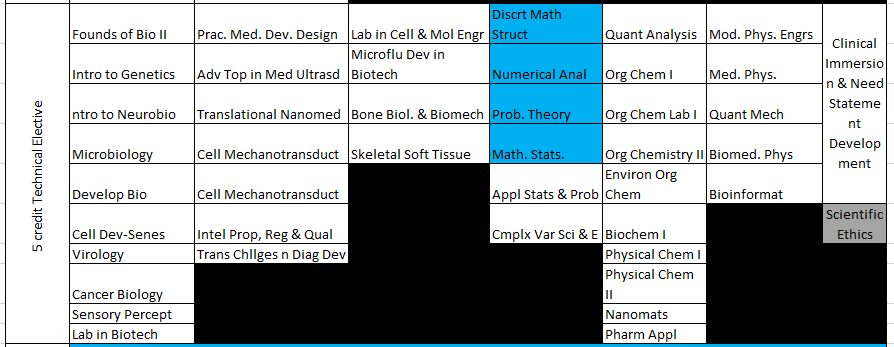 5 credit Technical Elective
Founds of Bio II
Prac. Med. Dev. Design
Lab in Cell & Mol Engr
Discrt Math
Struct
Quant Analysis
Mod. Phys. Engrs
Clinical
Immersio
n & Need
Stateme
nt
Develop
ment
Intro to Genetics
Adv Top in Med Ultrasd
Microflu Dev in
Biotech
Numerical Anal
Org Chem I
Med. Phys.
ntro to Neurobio
Translational Nanomed
Bone Biol. & Biomech
Prob. Theory
Org Chem Lab I
Quant Mech
Microbiology
Cell Mechanotransduct
Skeletal Soft Tissue
Math. Stats.
Org Chemistry II
Biomed. Phys
Develop Bio
Cell Mechanotransduct
Appl Stats & Prob
Environ Org
Chem
Bioinformat
Cell Dev-Senes
Intel Prop, Reg & Qual
Cmplx Var Sci & E
Biochem I
Scientific
Ethics
Virology
Trans Chllges n Diag Dev
Physical Chem I
Cancer Biology
Physical Chem
II
Sensory Percept
Nanomats
Lab in Biotech
Pharm Appl